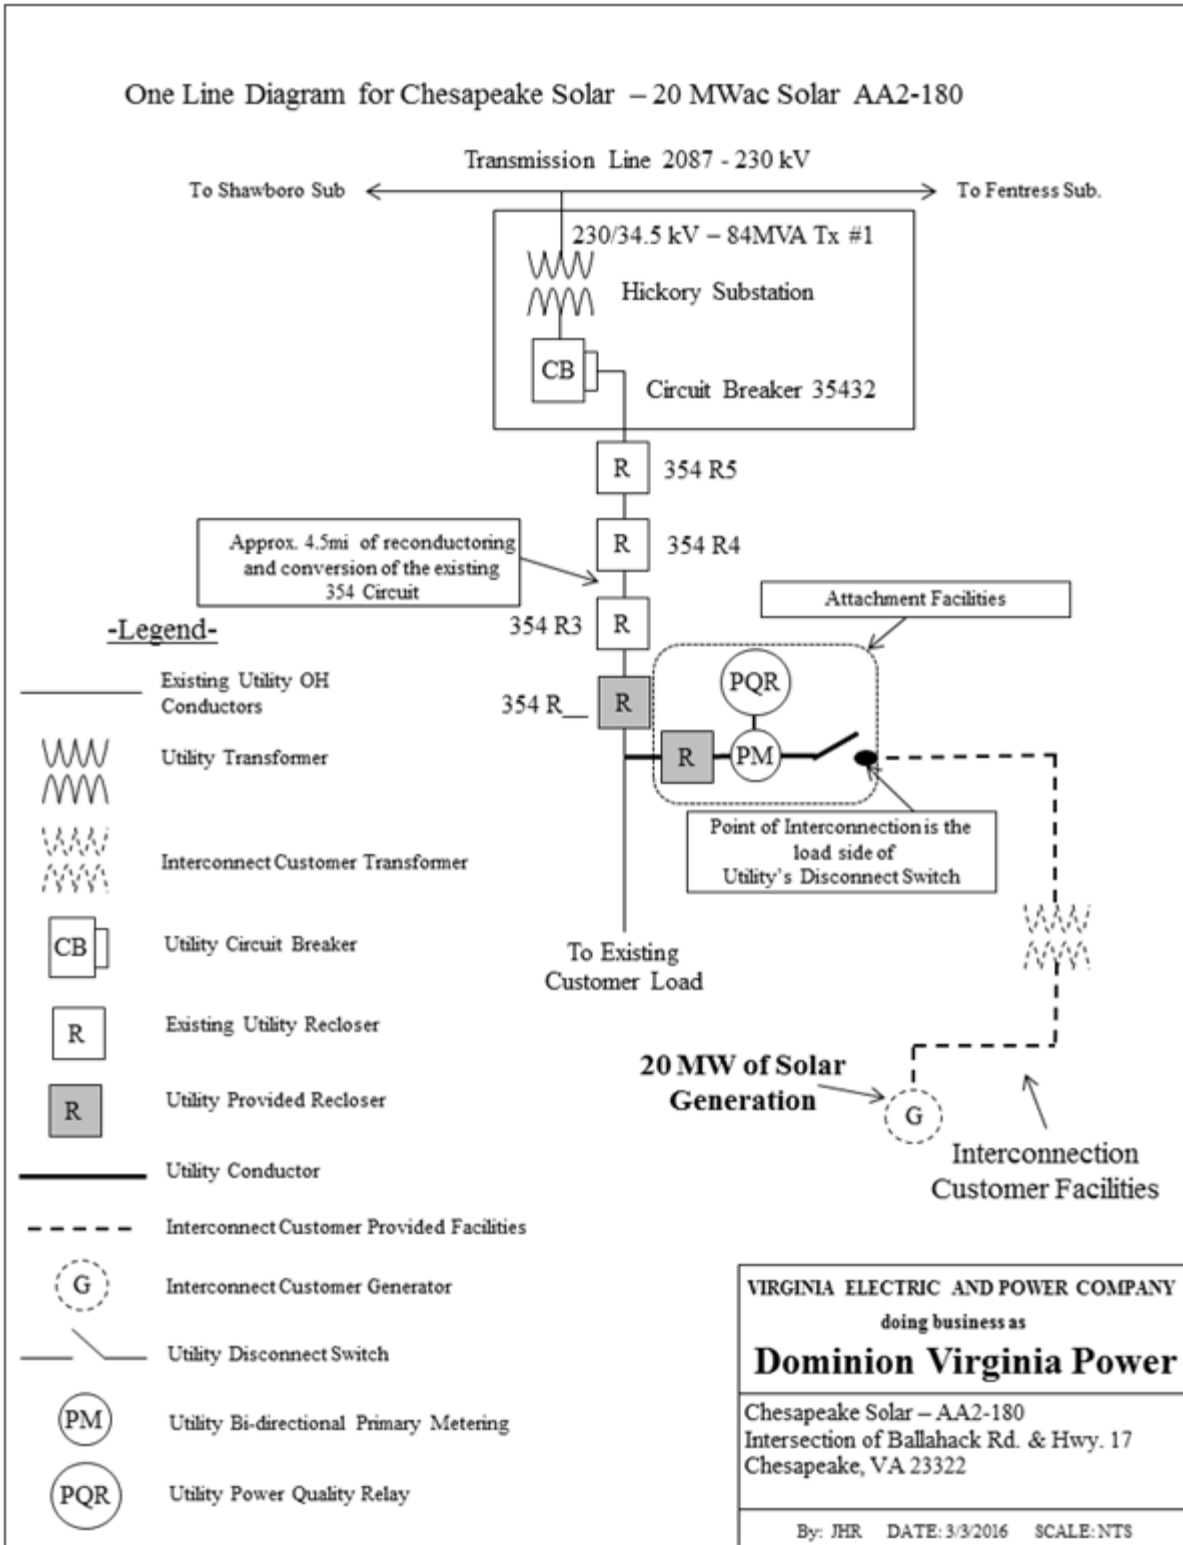 One Line Diagram for Chesapeake Solar – 20 MWac Solar AA2-180
Transmission Line 2087 - 230 kV
To Shawboro Sub
To Fentress Sub.
230/34.5 kV – 84MVA Tx #1
Hickory Substation
CB
Circuit Breaker 35432
R
354 R5
R
354 R4
Approx. 4.5mi of reconductoring
and conversion of the existing
354 Circuit
354 R3
R
Attachment Facilities
354 R__
R
PQR
R
PM
Point of Interconnection is the
load side of
Utility's Disconnect Switch
To Existing
Customer Load
20 MW of Solar
Generation
G
Interconnection
Customer Facilities
-Legend-
Existing Utility OH
Conductors
Utility Transformer
Interconnect Customer Transformer
CB
Utility Circuit Breaker
R
Existing Utility Recloser
R
Utility Provided Recloser
Utility Conductor
Interconnect Customer Provided Facilities
G
Interconnect Customer Generator
Utility Disconnect Switch
PM
Utility Bi-directional Primary Metering
PQR
Utility Power Quality Relay
VIRGINIA ELECTRIC AND POWER COMPANY
doing business as
Dominion Virginia Power
Chesapeake Solar – AA2-180
Intersection of Ballahack Rd. & Hwy. 17
Chesapeake, VA 23322
By: JHR DATE: 3/3/2016 SCALE: NTS